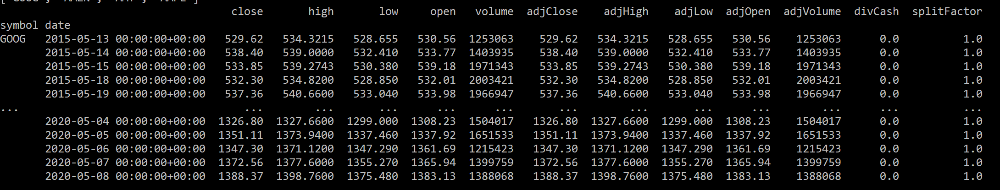 close high low open volume adjClose adjHigh adjLow adjOpen adjVolume divCash splitFactor
symbol date
GOOG 2015-05-13 00:00:00+00:00 529.62 534.3215 528.655 530.56 1253063 529.62 534.3215 528.655 530.56 1253063 0.0 1.0
2015-05-14 00:00:00+00:00 538.40 539.0000 532.410 533.77 1403935 538.40 539.0000 532.410 533.77 1403935 0.0 1.0
2015-05-15 00:00:00+00:00 533.85 539.2743 530.380 539.18 1971343 533.85 539.2743 530.380 539.18 1971343 0.0 1.0
2015-05-18 00:00:00+00:00 532.30 534.8200 528.850 532.01 2003421 532.30 534.8200 528.850 532.01 2003421 0.0 1.0
2015-05-19 00:00:00+00:00 537.36 540.6600 533.040 533.98 1966947 537.36 540.6600 533.040 533.98 1966947 0.0 1.0
... ... ... ... ... ... ... ... ... ... ... ... ...
2020-05-04 00:00:00+00:00 1326.80 1327.6600 1299.000 1308.23 1504017 1326.80 1327.6600 1299.000 1308.23 1504017 0.0 1.0
2020-05-05 00:00:00+00:00 1351.11 1373.9400 1337.460 1337.92 1651533 1351.11 1373.9400 1337.460 1337.92 1651533 0.0 1.0
2020-05-06 00:00:00+00:00 1347.30 1371.1200 1347.290 1361.69 1215423 1347.30 1371.1200 1347.290 1361.69 1215423 0.0 1.0
2020-05-07 00:00:00+00:00 1372.56 1377.6000 1355.270 1365.94 1399759 1372.56 1377.6000 1355.270 1365.94 1399759 0.0 1.0
2020-05-08 00:00:00+00:00 1388.37 1398.7600 1375.480 1383.13 1388068 1388.37 1398.7600 1375.480 1383.13 1388068 0.0 1.0